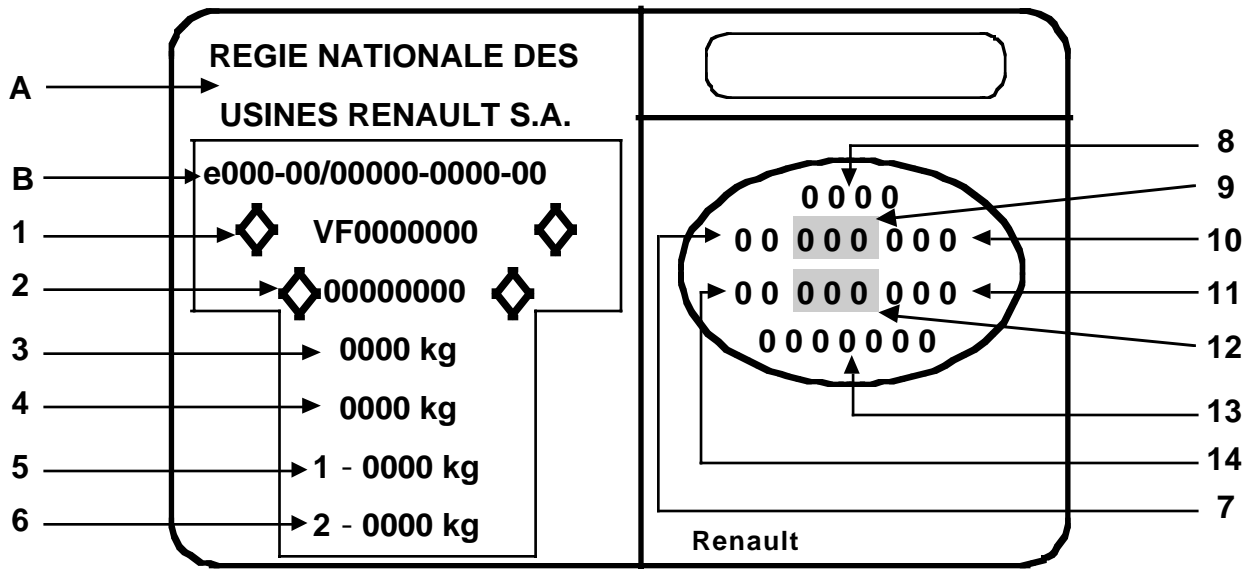 REGIE NATIONALE DES
A
USINES RENAULT S.A.
B
e000-00/00000-0000-00
1
VF0000000
2
00000000
3
0000 kg
4
0000 kg
5
1 - 0000 kg
6
2 - 0000 kg
8
0 0 0 0
9
0 0 0 0 0 0 0 0
10
0 0 0 0 0 0 0 0
11
0 0 0 0 0 0 0
12
13
14
7
Renault